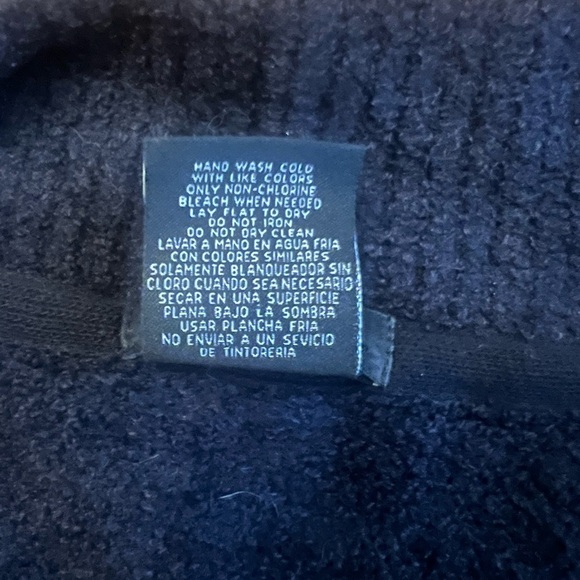 HAND WASH COLD
WITH LIKE COLORS
ONLY NON-CHLORINE
BLEACH WHEN NEEDED
LAY FLAT TO DRY
DO NOT IRON
DO NOT DRY CLEAN
LAVAR A MANO EN AGUA FRIA
CON COLORES SIMILARES
SOLAMENTE BLANQUEADOR SIN
CLORO CUANDO SEA NECESARIO
SECAR EN UNA SUPERFICIE
PLANA BAJO LA SOMBRA
USAR PLANCHA FRIA
NO ENVIAR A UN SEVICIO
DE TINTORERIA